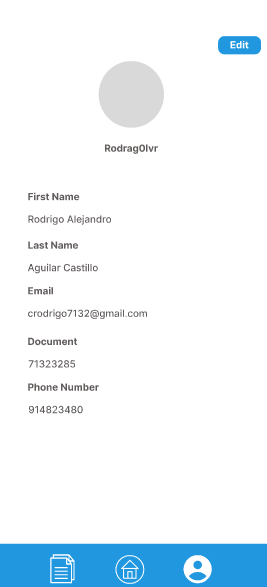 Edit
Rodrag0lvr
First Name
Rodrigo Alejandro
Last Name
Aguilar Castillo
Email
crodrigo7132@gmail.com
Document
71323285
Phone Number
914823480